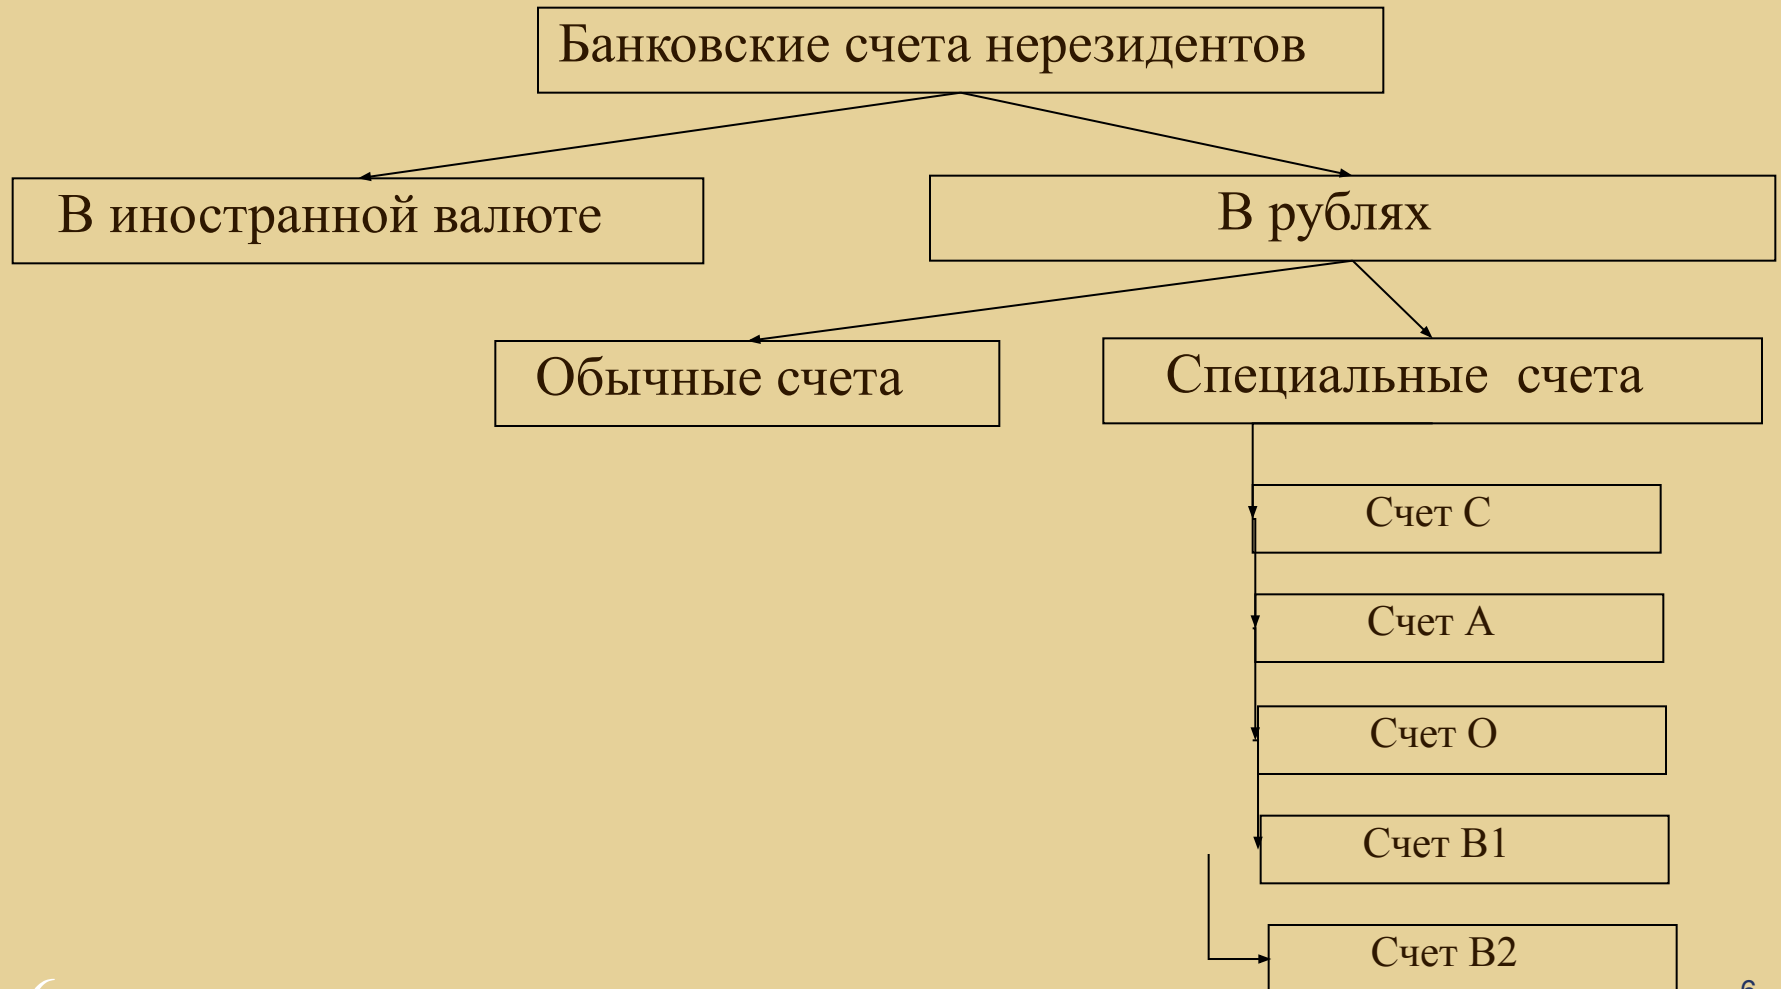 Банковские счета нерезидентов
В иностранной валюте
В рублях
Обычные счета
Специальные счета
Счет С
Счет А
Счет О
Счет В1
Счет В2